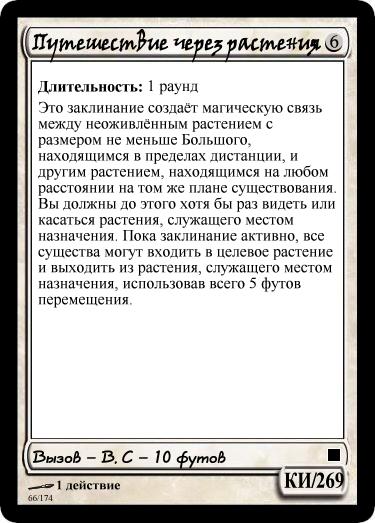 Путешествие через растения 6
Длительность: 1 раунд
Это заклинание создаёт магическую связь
между неоживлённым растением с
размером не меньше Большого,
находящимся в пределах дистанции, и
другим растением, находящимся на любом
расстоянии на том же плане существования.
Вы должны до этого хотя бы раз видеть или
касаться растения, служащего местом
назначения. Пока заклинание активно, все
существа могут входить в целевое растение
и выходить из растения, служащего местом
назначения, использовав всего 5 футов
перемещения.
Вызов – В, С – 10 футов
1 действие
КИ/269
66/174